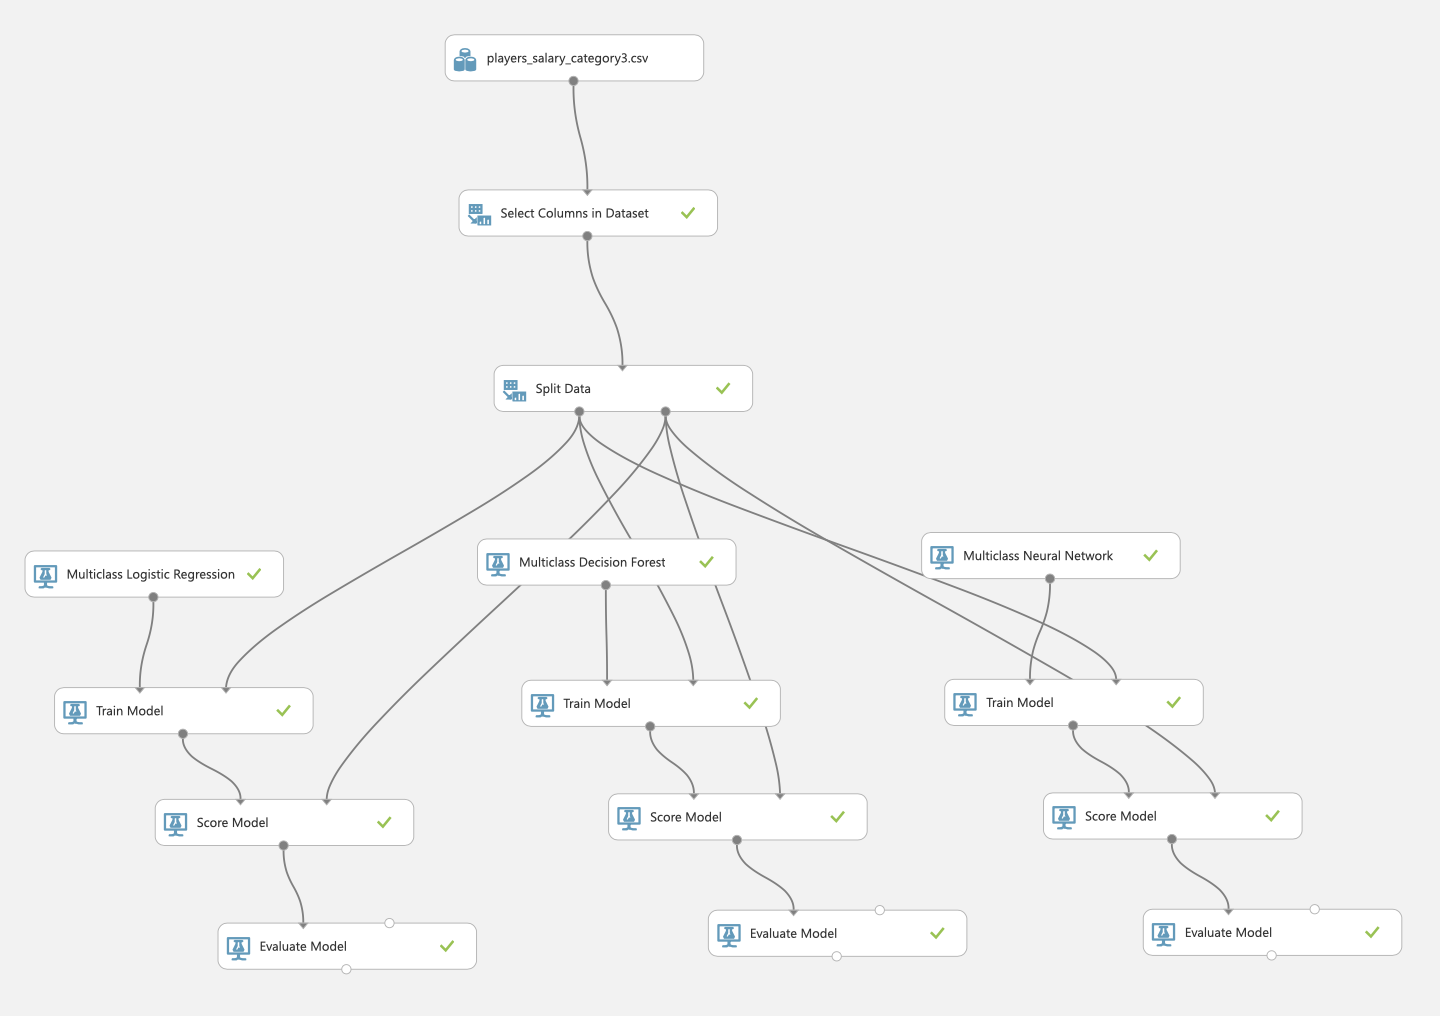 players_salary_category3.csv
Select Columns in Dataset
Split Data
Multiclass Logistic Regression
Multiclass Decision Forest
Multiclass Neural Network
Train Model
Train Model
Train Model
Score Model
Score Model
Score Model
Evaluate Model
Evaluate Model
Evaluate Model